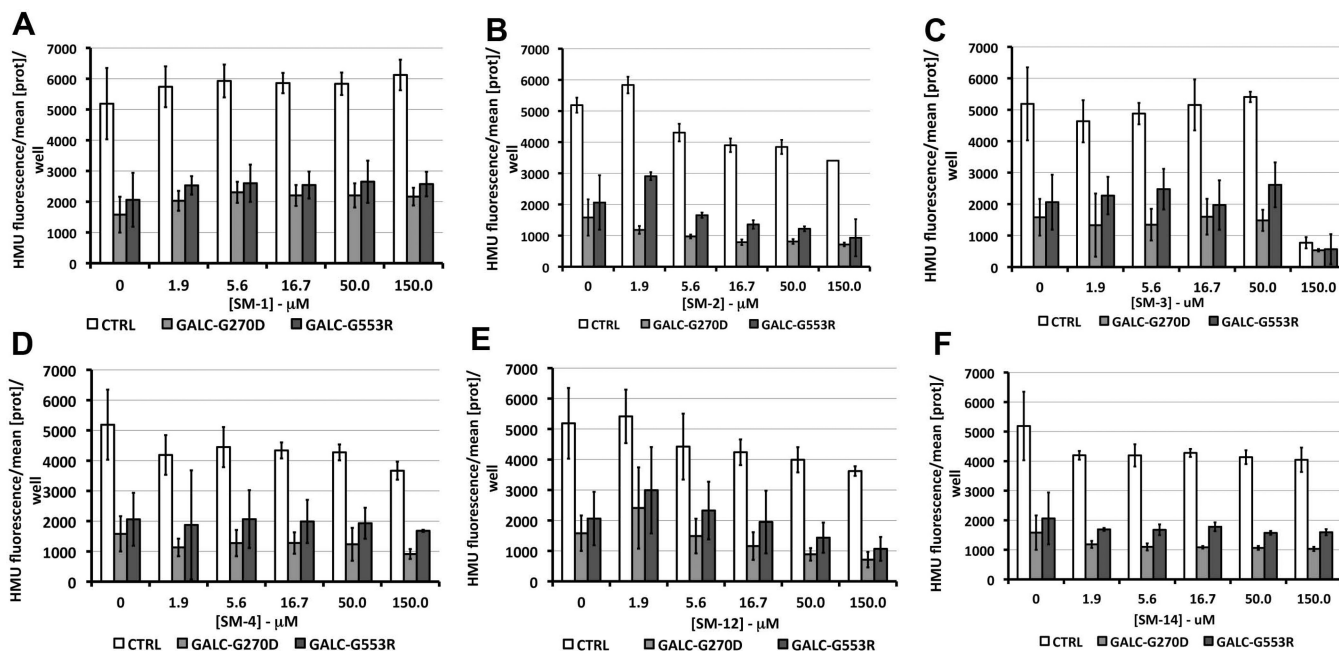 A
HMU fluorescence/mean [prot]/
well
7000
6000
5000
4000
3000
2000
1000
0
0 1.9 5.6 16.7 50.0 150.0
[SM-1] - μM
CTRL GALC-G270D GALC-G553R
B
HMU fluorescence/mean [prot]/
well
7000
6000
5000
4000
3000
2000
1000
0
0 1.9 5.6 16.7 50.0 150.0
[SM-2] - μM
CTRL GALC-G270D GALC-G553R
C
HMU fluorescence/mean [prot]/
well
7000
6000
5000
4000
3000
2000
1000
0
0 1.9 5.6 16.7 50.0 150.0
[SM-3] - uM
CTRL GALC-G270D GALC-G553R
D
HMU fluorescence/mean [prot]/
well
7000
6000
5000
4000
3000
2000
1000
0
0 1.9 5.6 16.7 50.0 150.0
[SM-4] - μM
CTRL GALC-G270D GALC-G553R
E
HMU fluorescence/mean [prot]/
well
7000
6000
5000
4000
3000
2000
1000
0
0 1.9 5.6 16.7 50.0 150.0
[SM-12] - μM
CTRL GALC-G270D GALC-G553R
F
HMU fluorescence/mean [prot]/
well
7000
6000
5000
4000
3000
2000
1000
0
0 1.9 5.6 16.7 50.0 150.0
[SM-14] - uM
CTRL GALC-G270D GALC-G553R